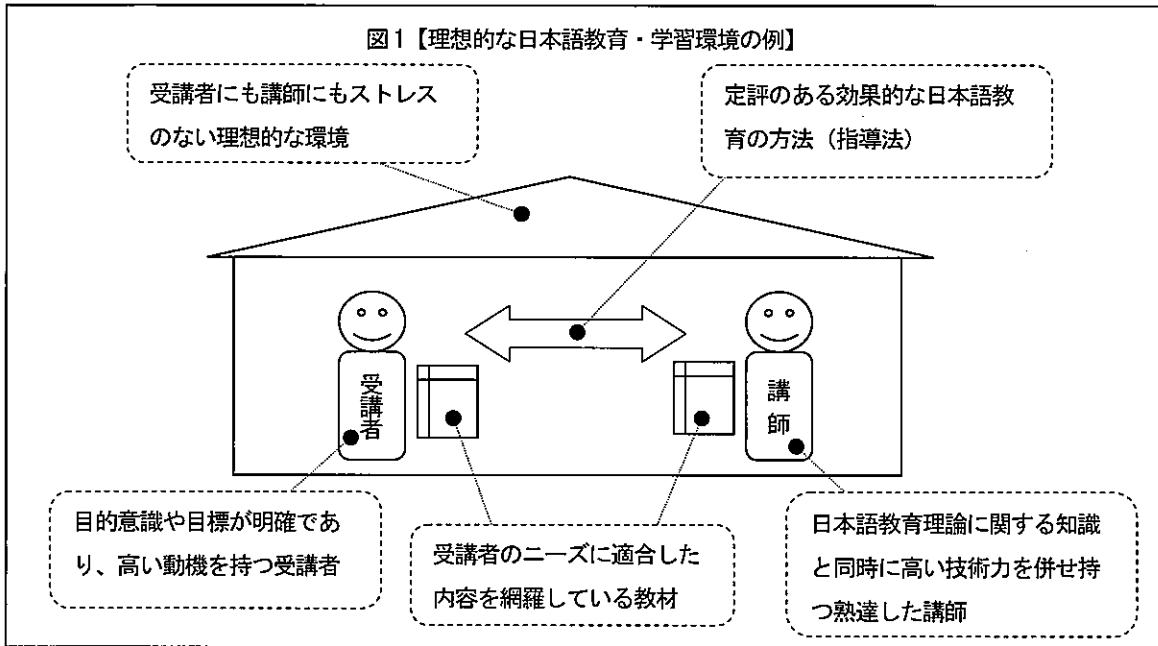 図1【理想的な日本語教育・学習環境の例】
受講者にも講師にもストレス
のない理想的な環境
定評のある効果的な日本語教
育の方法（指導法）
受講者
講師
目的意識や目標が明確であ
り、高い動機を持つ受講者
受講者のニーズに適合した
内容を網羅している教材
日本語教育理論に関する知識
と同時に高い技術力を併せ持
つ熟達した講師